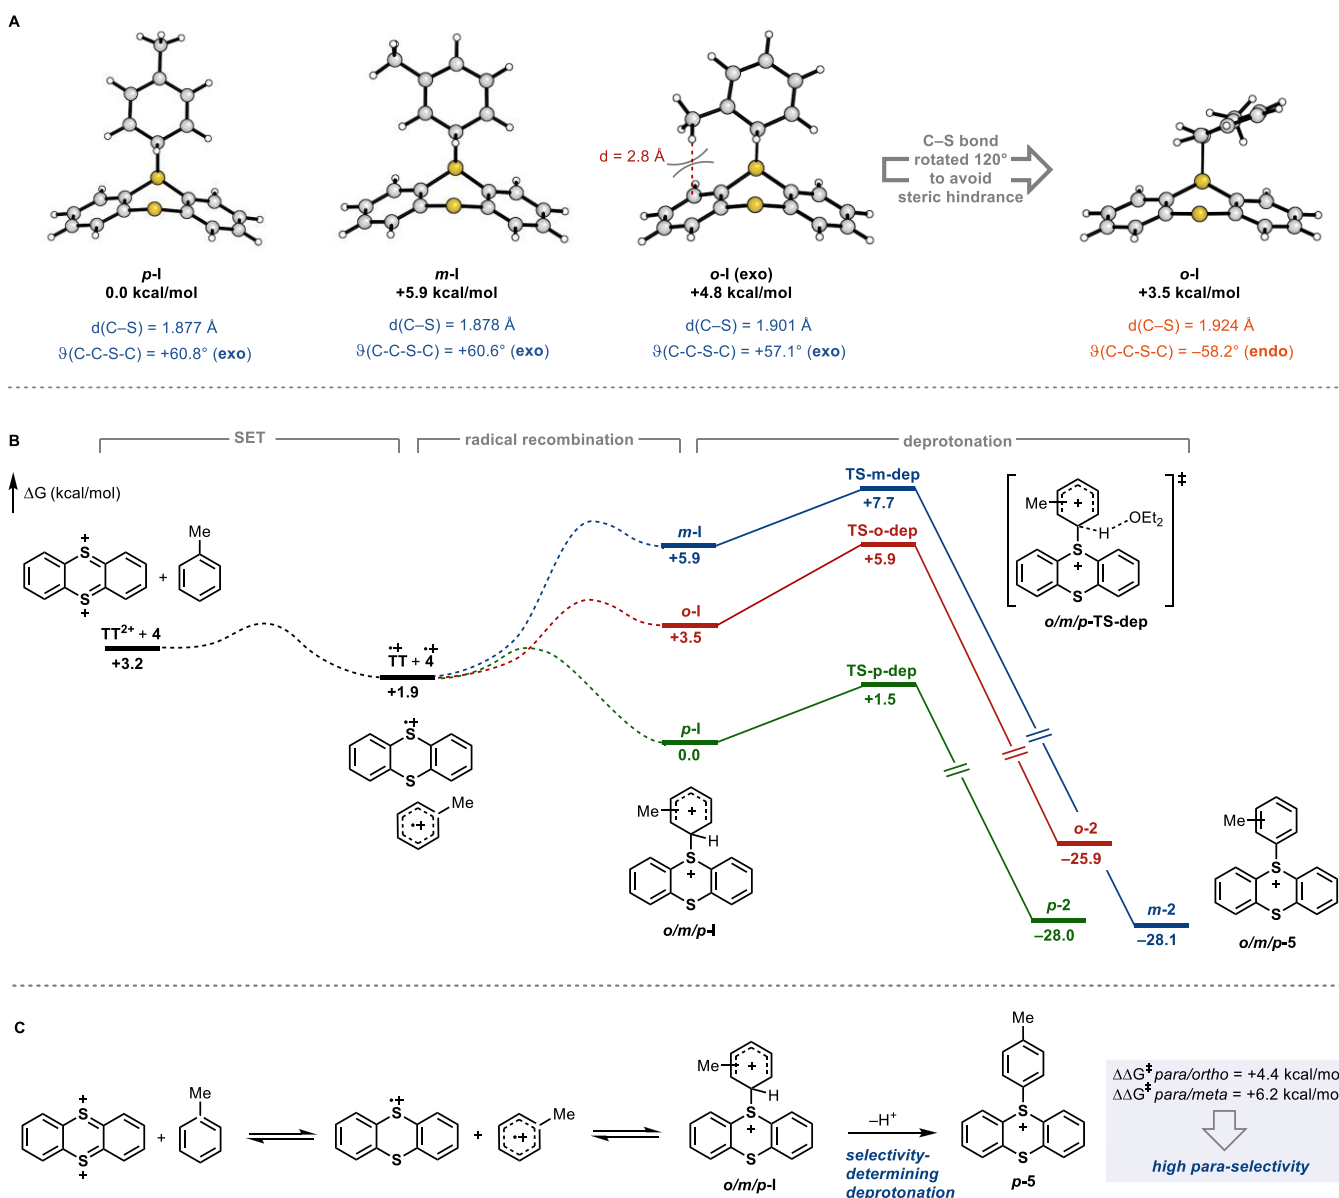 A
d = 2.8 Å
C–S bond
rotated 120°
to avoid
steric hindrance
p-I
0.0 kcal/mol
d(C–S) = 1.877 Å
ϑ(C-C-S-C) = +60.8° (exo)
m-I
+5.9 kcal/mol
d(C–S) = 1.878 Å
ϑ(C-C-S-C) = +60.6° (exo)
o-I (exo)
+4.8 kcal/mol
d(C–S) = 1.901 Å
ϑ(C-C-S-C) = +57.1° (exo)
o-I
+3.5 kcal/mol
d(C–S) = 1.924 Å
ϑ(C-C-S-C) = –58.2° (endo)
B
SET
radical recombination
deprotonation
ΔG (kcal/mol)
+
S
S
+
+
Me
TT²⁺ + 4
+3.2
•+ •+
TT + 4
+1.9
•+
S
S
Me
•+
m-I
+5.9
o-I
+3.5
p-I
0.0
Me
+
H
S
+
S
o/m/p-I
TS-m-dep
+7.7
TS-o-dep
+5.9
TS-p-dep
+1.5
‡
Me
+
H
OEt₂
S
+
S
o/m/p-TS-dep
o-2
–25.9
p-2
–28.0
m-2
–28.1
Me
S
+
S
o/m/p-5
C
+
S
S
+
+
Me
•+
S
S
+
Me
•+
Me
+
H
S
+
S
o/m/p-I
–H⁺
selectivity-
determining
deprotonation
Me
S
+
S
p-5
ΔΔG‡ para/ortho = +4.4 kcal/mo
ΔΔG‡ para/meta = +6.2 kcal/mo
high para-selectivity